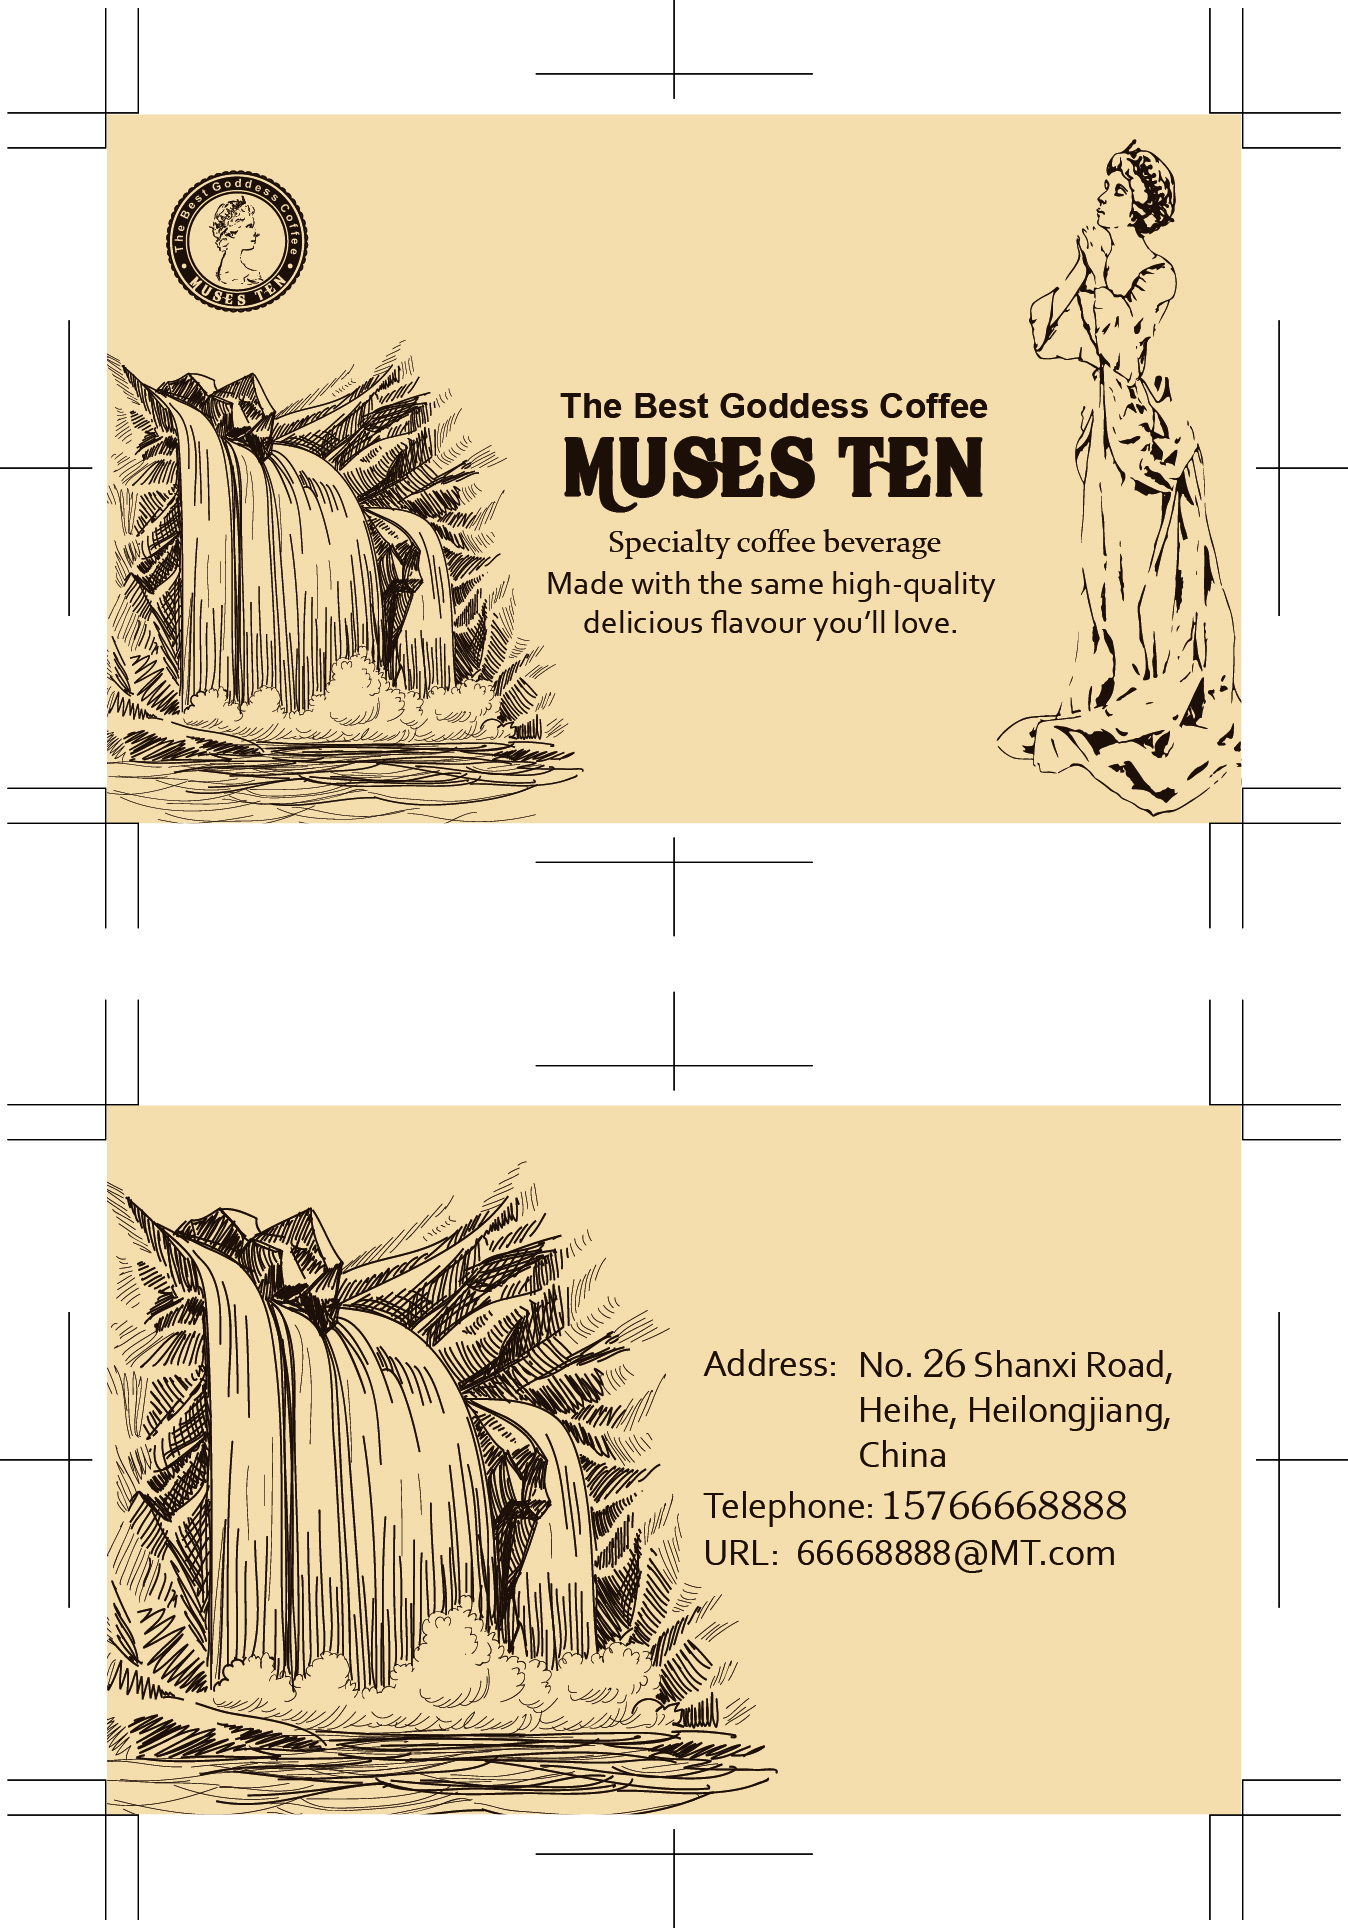 The Best Goddess Coffee
MUSES TEN
The Best Goddess Coffee
MUSES TEN
Specialty coffee beverage
Made with the same high-quality
delicious flavour you’ll love.
Address: No. 26 Shanxi Road,
Heihe, Heilongjiang,
China
Telephone: 15766668888
URL: 66668888@MT.com